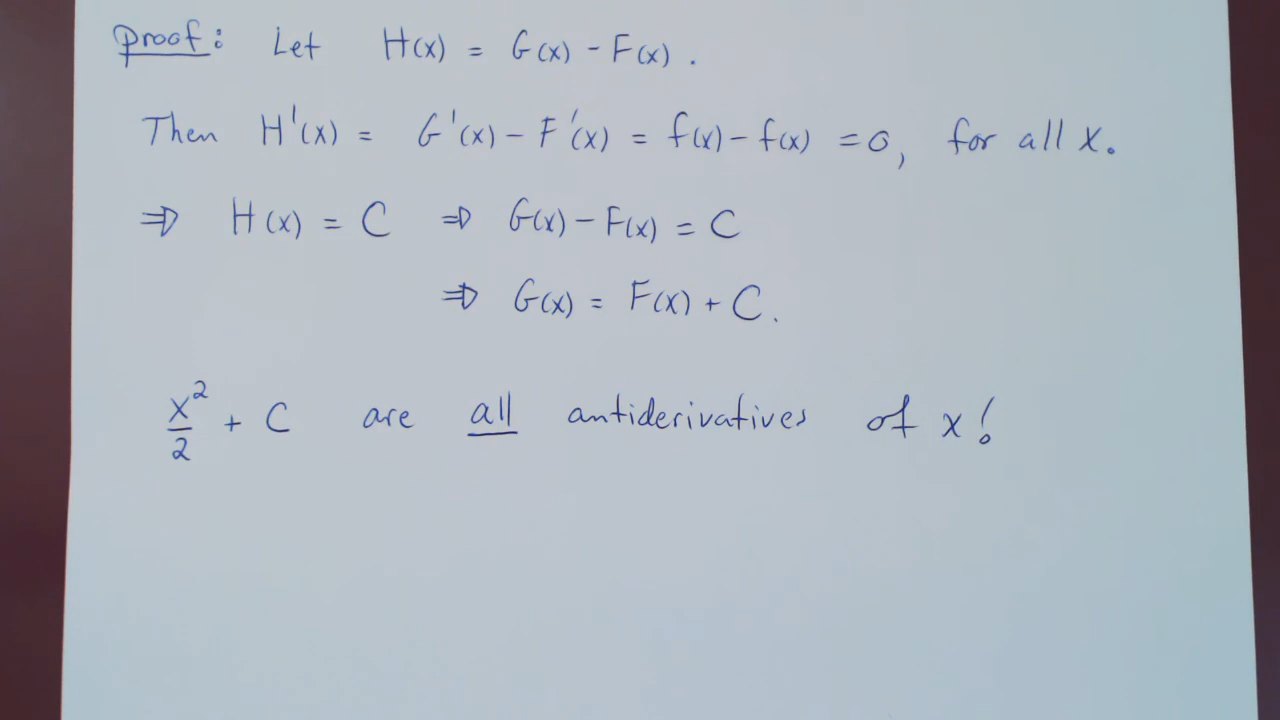 Proof: Let H(x) = G(x) - F(x).
Then H'(x) = G'(x) - F'(x) = f(x) - f(x) = 0, for all x.
⇒ H(x) = C ⇒ G(x) - F(x) = C
⇒ G(x) = F(x) + C.
x²/2 + C are all antiderivatives of x!